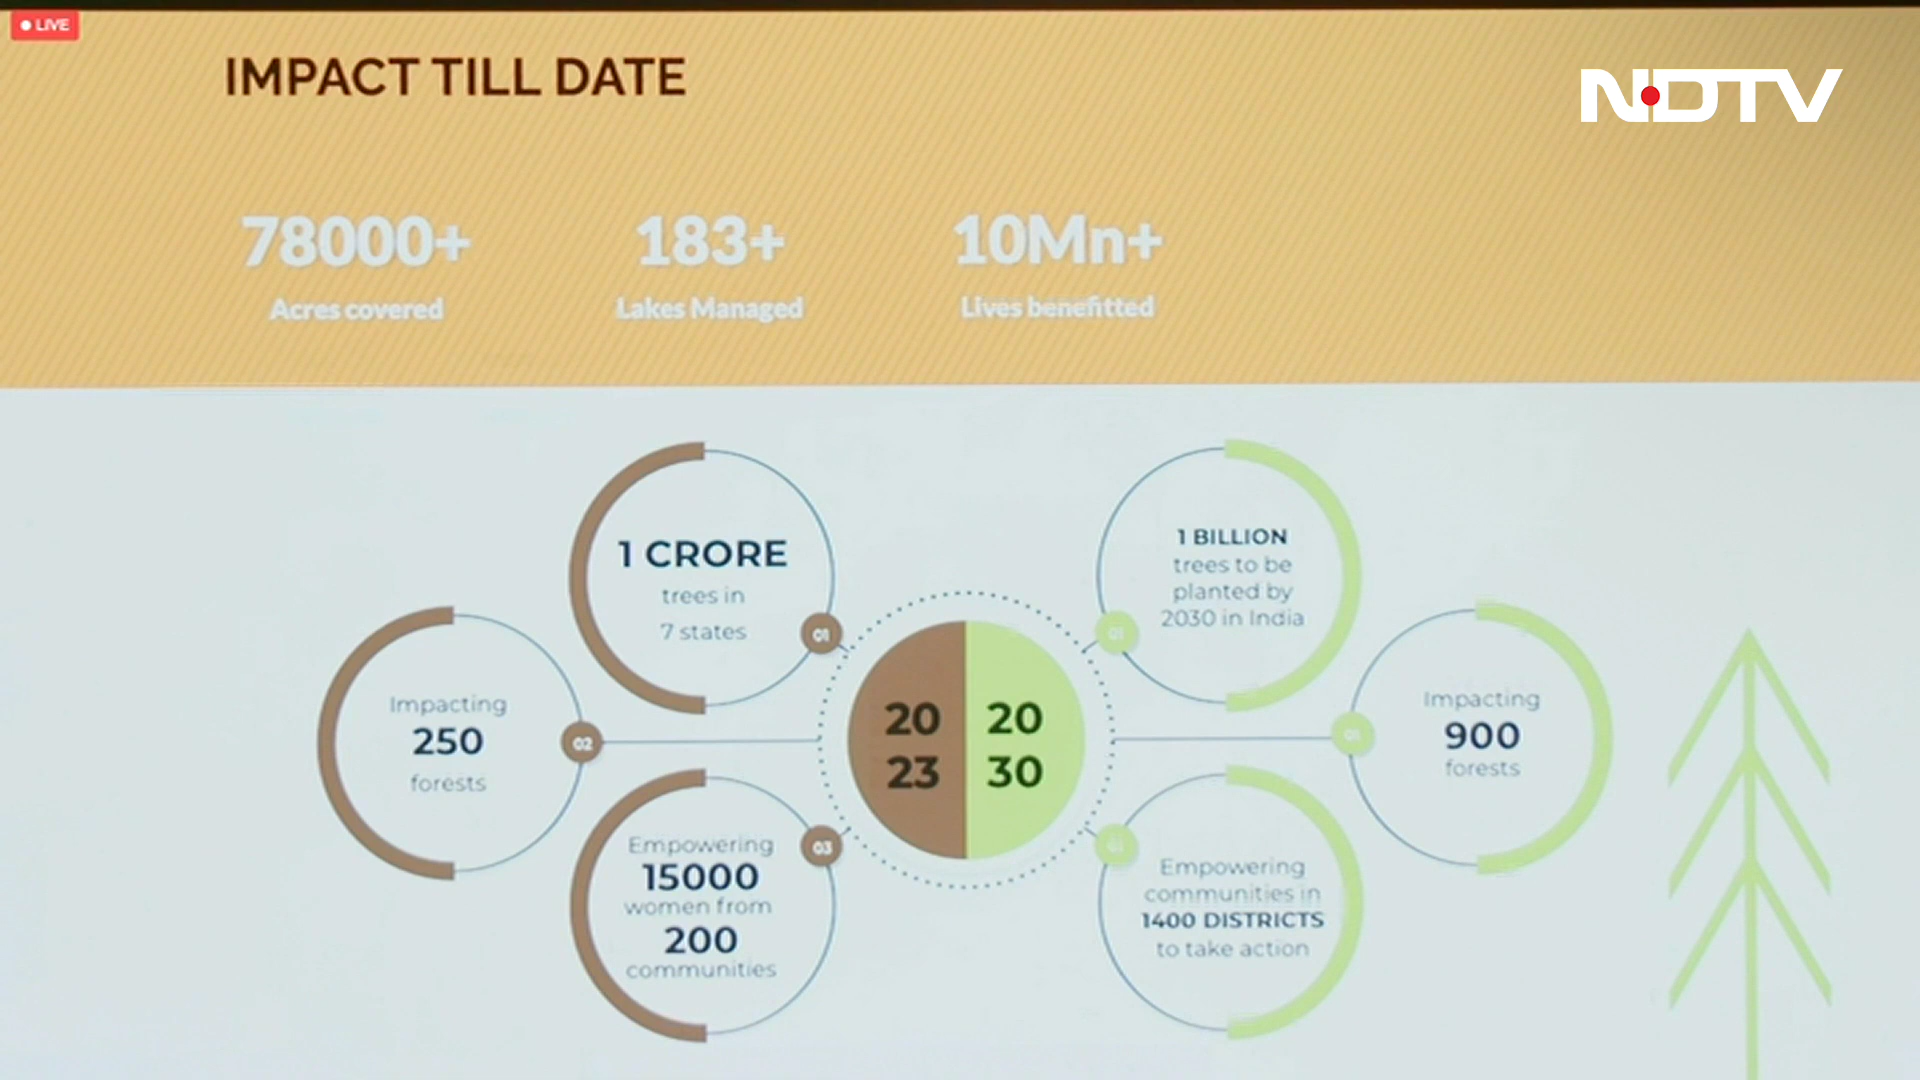 LIVE
NDTV
IMPACT TILL DATE
78000+
Acres covered
183+
Lakes Managed
10Mn+
Lives benefitted
1 CRORE
trees in
7 states
01
Impacting
250
forests
02
Empowering
15000
women from
200
communities
03
20
23
20
30
1 BILLION
trees to be
planted by
2030 in India
01
Impacting
900
forests
01
Empowering
communities in
1400 DISTRICTS
to take action